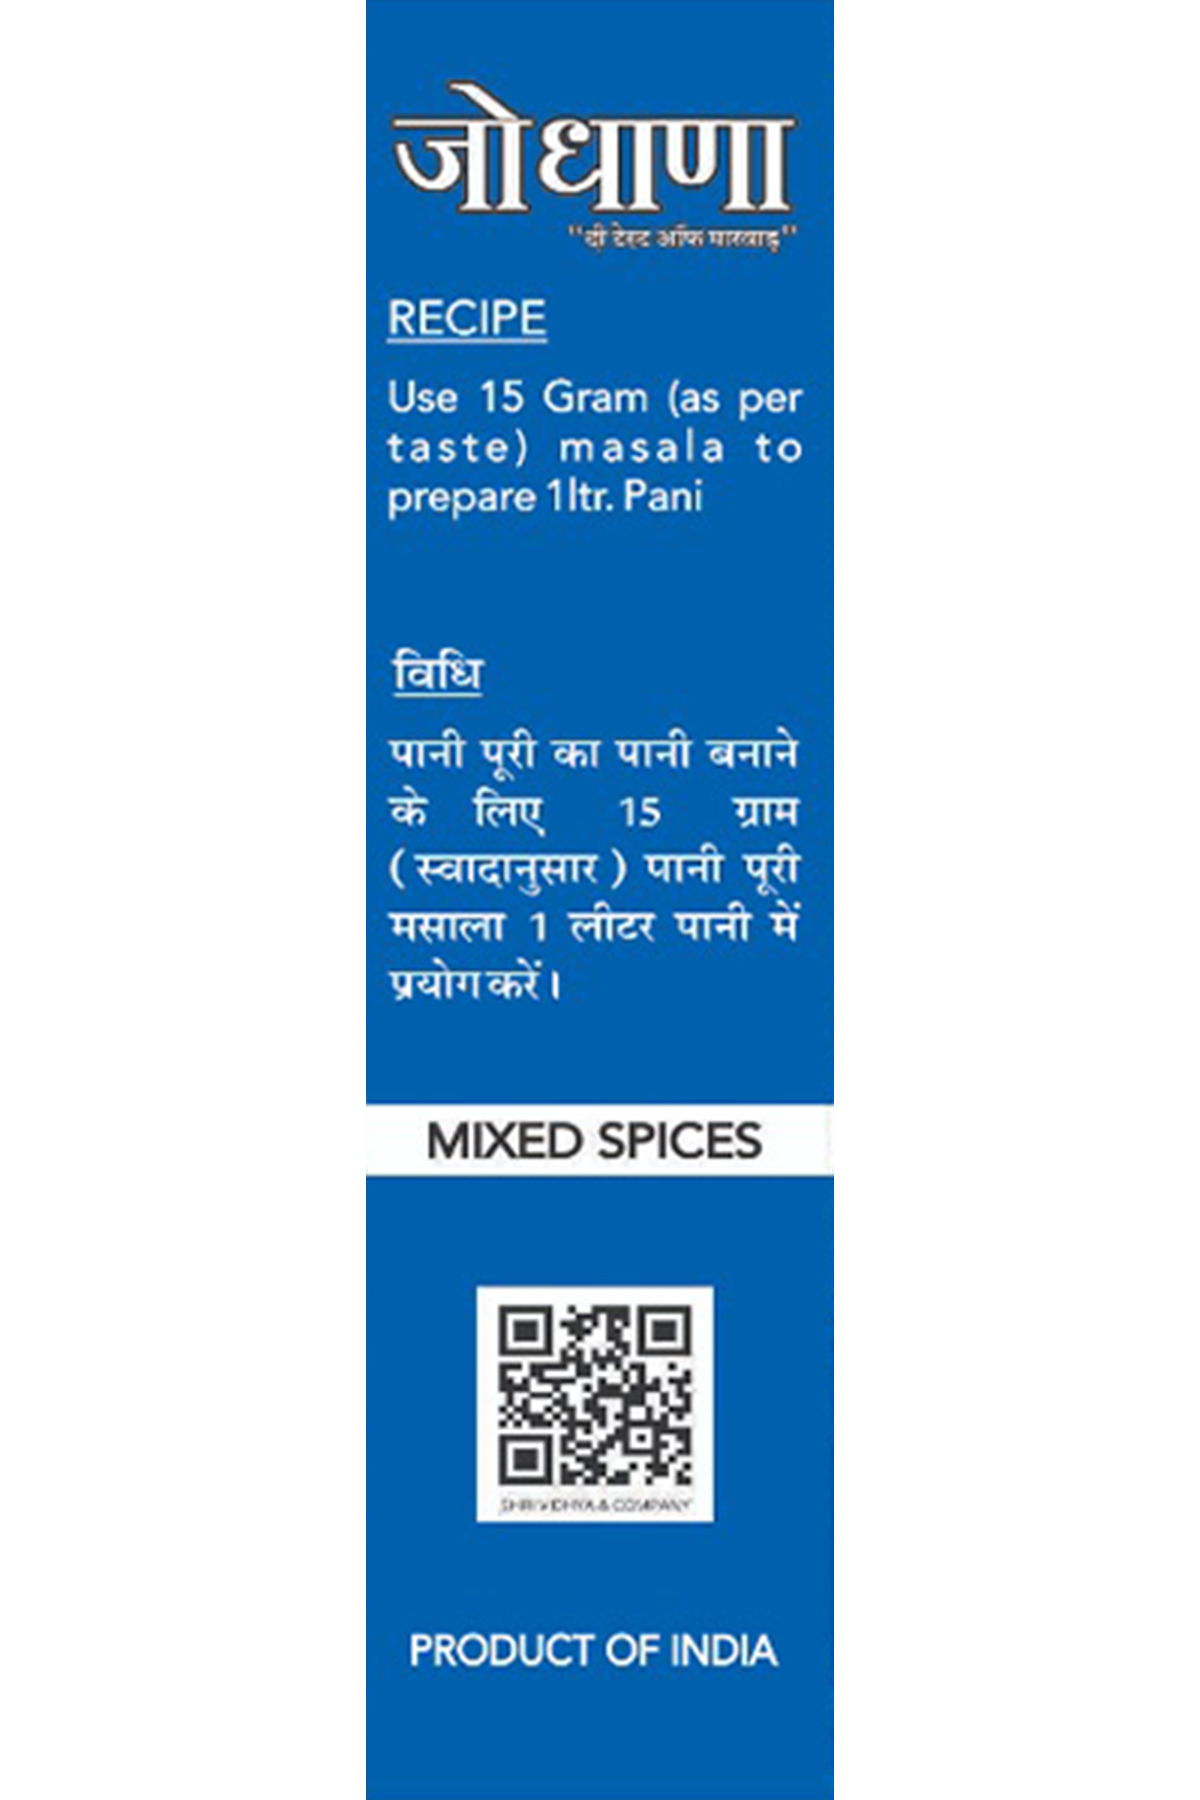 जोधाणा
"दी टेस्ट ऑफ मारवाड़"
RECIPE
Use 15 Gram (as per
taste) masala to
prepare 1ltr. Pani
विधि
पानी पूरी का पानी बनाने
के लिए 15 ग्राम
(स्वादानुसार) पानी पूरी
मसाला 1 लीटर पानी में
प्रयोग करें।
MIXED SPICES
SHRI VIDHYA & COMPANY
PRODUCT OF INDIA